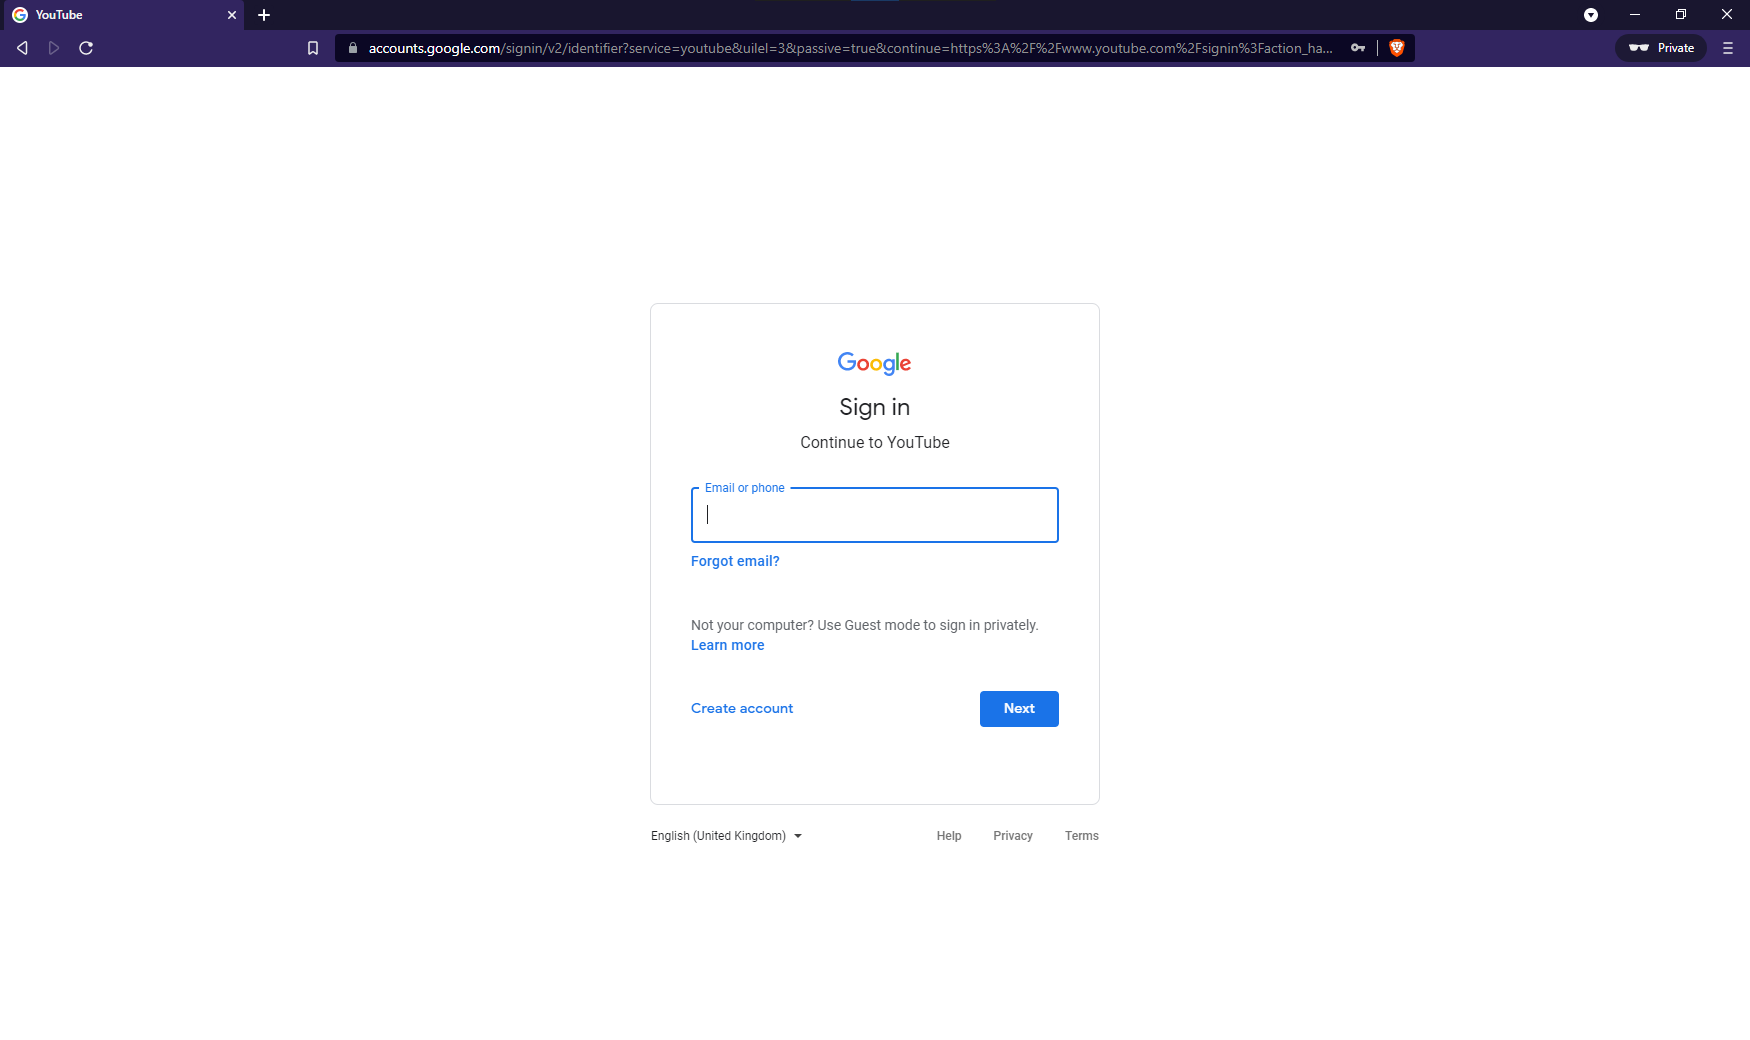 YouTube
accounts.google.com/signin/v2/identifier?service=youtube&uilel=3&passive=true&continue=https%3A%2F%2Fwww.youtube.com%2Fsignin%3Faction_ha...
Private
Google
Sign in
Continue to YouTube
Email or phone
Forgot email?
Not your computer? Use Guest mode to sign in privately.
Learn more
Create account
Next
English (United Kingdom)
Help
Privacy
Terms